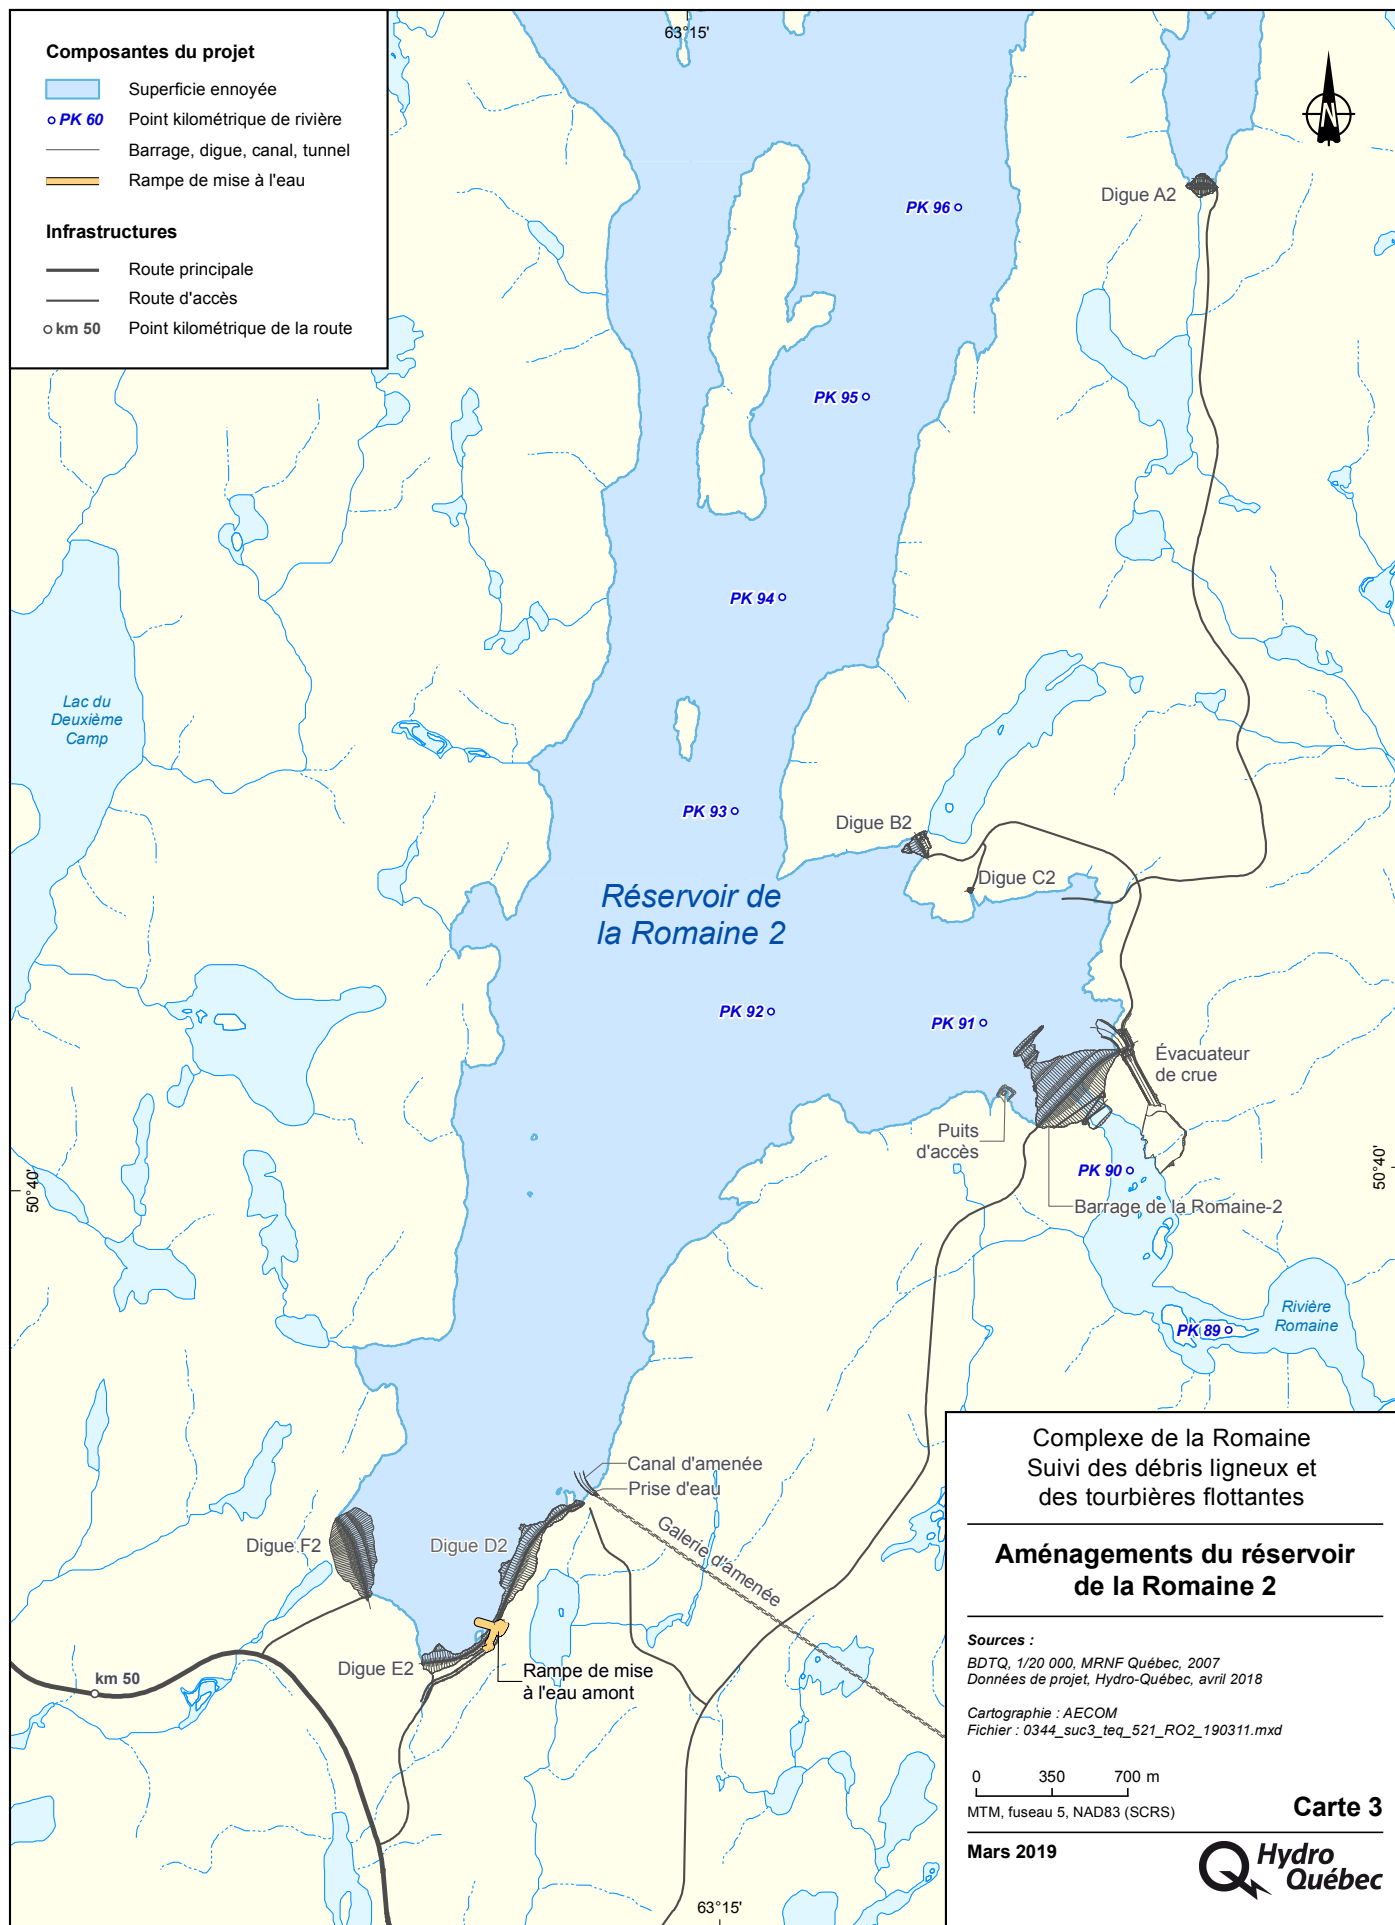 Composantes du projet
Superficie ennoyée
PK 60 Point kilométrique de rivière
Barrage, digue, canal, tunnel
Rampe de mise à l'eau
Infrastructures
Route principale
Route d'accès
km 50 Point kilométrique de la route
63°15'
N
Digue A2
PK 96
PK 95
PK 94
Lac du
Deuxième
Camp
PK 93
Digue B2
Digue C2
Réservoir de
la Romaine 2
PK 92
PK 91
Évacuateur
de crue
Puits
d'accès
PK 90
50°40'
50°40'
Barrage de la Romaine-2
Rivière
Romaine
PK 89
Canal d'amenée
Prise d'eau
Galerie d'amenée
Digue F2
Digue D2
Digue E2
Rampe de mise
à l'eau amont
km 50
63°15'
Complexe de la Romaine
Suivi des débris ligneux et
des tourbières flottantes
Aménagements du réservoir
de la Romaine 2
Sources :
BDTQ, 1/20 000, MRNF Québec, 2007
Données de projet, Hydro-Québec, avril 2018
Cartographie : AECOM
Fichier : 0344_suc3_teq_521_RO2_190311.mxd
0 350 700 m
MTM, fuseau 5, NAD83 (SCRS)
Carte 3
Mars 2019
Hydro
Québec